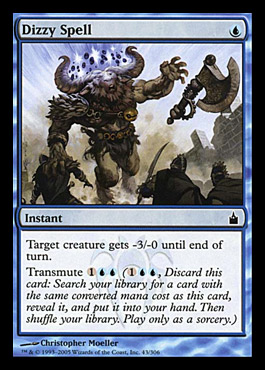 Dizzy Spell
Instant
Target creature gets -3/-0 until end of
turn.
Transmute 1 (1 , Discard this
card: Search your library for a card with
the same converted mana cost as this card,
reveal it, and put it into your hand. Then
shuffle your library. Play only as a sorcery.)
Christopher Moeller
™ & © 1993-2005 Wizards of the Coast, Inc. 43/306